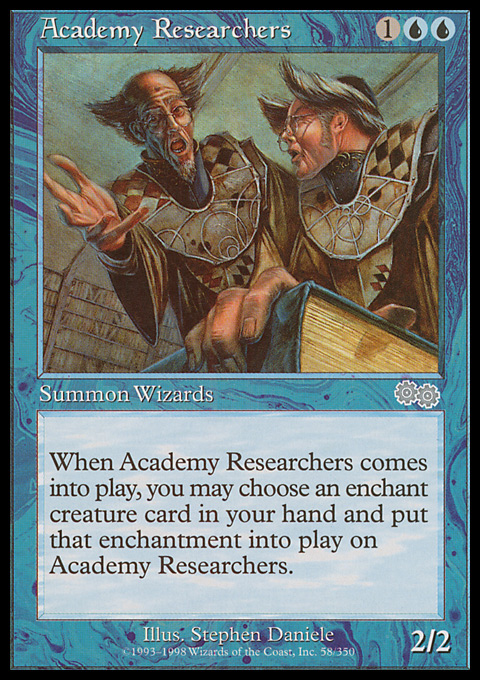 Academy Researchers 1
Summon Wizards
When Academy Researchers comes
into play, you may choose an enchant
creature card in your hand and put
that enchantment into play on
Academy Researchers.
Illus. Stephen Daniele
©1993-1998 Wizards of the Coast, Inc. 58/350
2/2